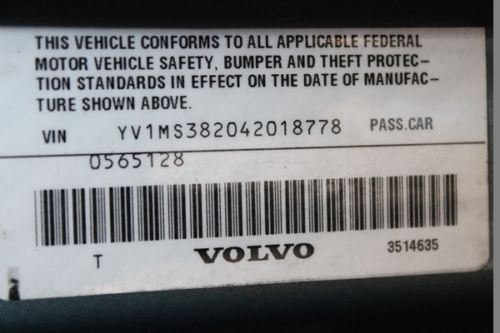 THIS VEHICLE CONFORMS TO ALL APPLICABLE FEDERAL
MOTOR VEHICLE SAFETY, BUMPER AND THEFT PROTEC-
TION STANDARDS IN EFFECT ON THE DATE OF MANUFAC-
TURE SHOWN ABOVE.
VIN YV1MS382042018778 PASS.CAR
0565128
T VOLVO 3514635